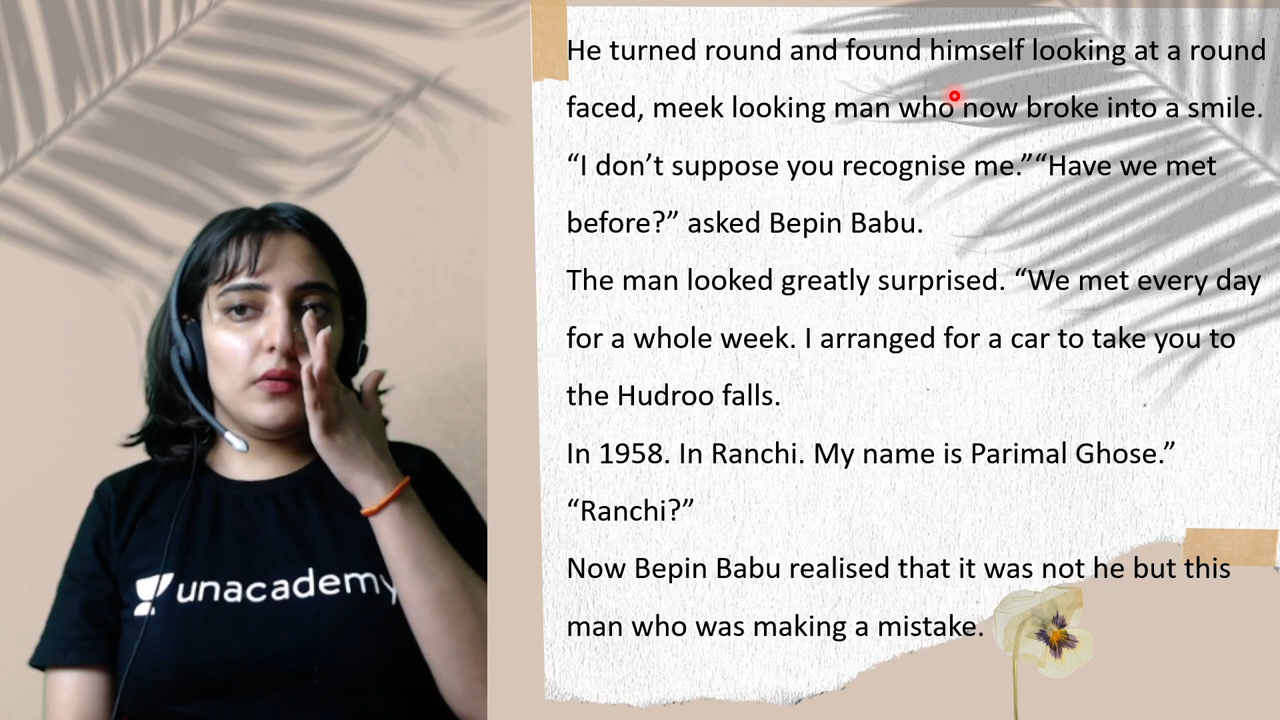 He turned round and found himself looking at a round
faced, meek looking man who now broke into a smile.
“I don’t suppose you recognise me.”“Have we met
before?” asked Bepin Babu.
The man looked greatly surprised. “We met every day
for a whole week. I arranged for a car to take you to
the Hudroo falls.
In 1958. In Ranchi. My name is Parimal Ghose.”
“Ranchi?”
Now Bepin Babu realised that it was not he but this
man who was making a mistake.
unacademy